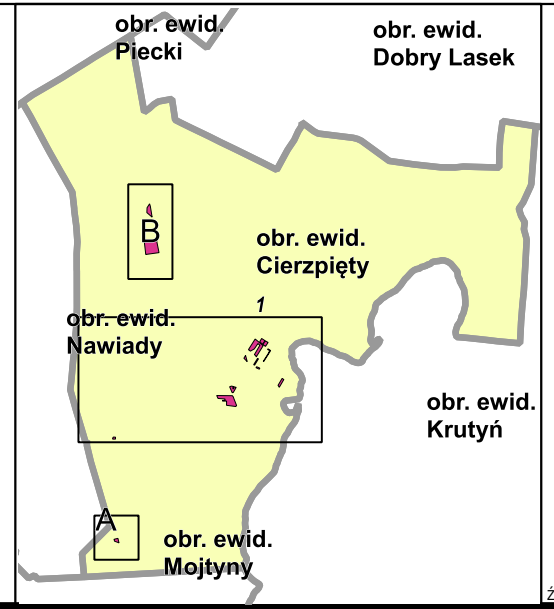 obr. ewid.
Piecki
obr. ewid.
Dobry Lasek
B
obr. ewid.
Cierzpięty
1
obr. ewid.
Nawiady
obr. ewid.
Krutyń
A
obr. ewid.
Mojtyny
ź